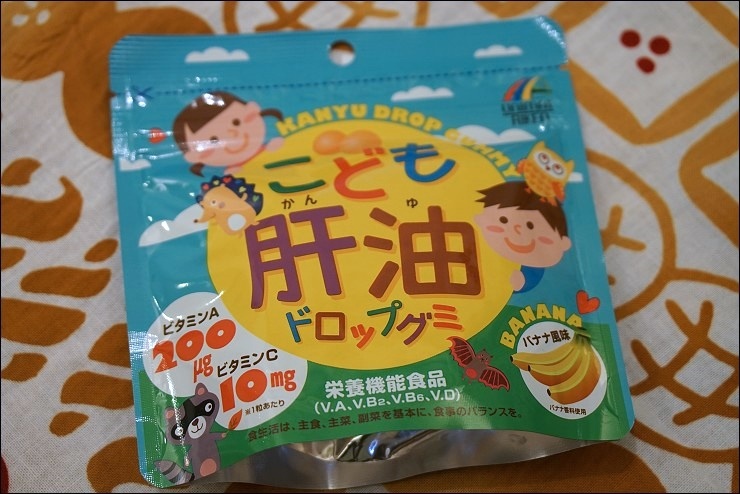 KANYU DROP GUMMY
こども
かん ゆ
肝油
ドロップグミ
ビタミンA
200μg
ビタミンC
10mg
※1粒あたり
BANANA
バナナ風味
バナナ香料使用
栄養機能食品
(V.A、V.B2、V.B6、V.D)
食生活は、主食、主菜、副菜を基本に、食事のバランスを。